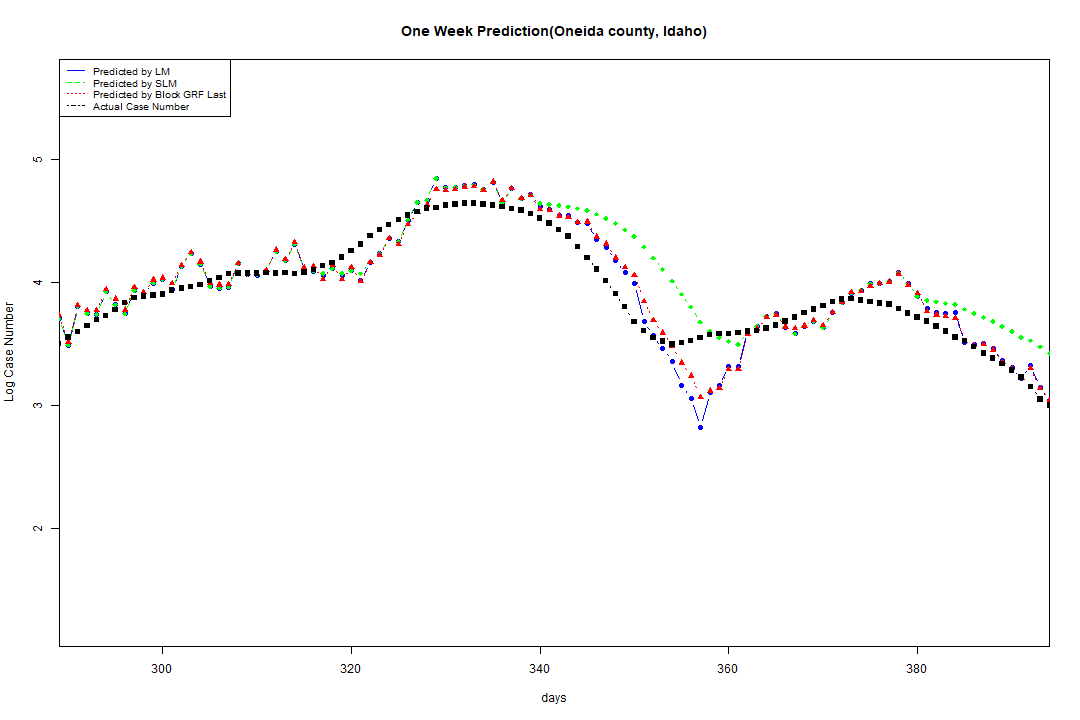 One Week Prediction(Oneida county, Idaho)
Predicted by LM
Predicted by SLM
Predicted by Block GRF Last
Actual Case Number
5
4
3
2
Log Case Number
300 320 340 360 380
days